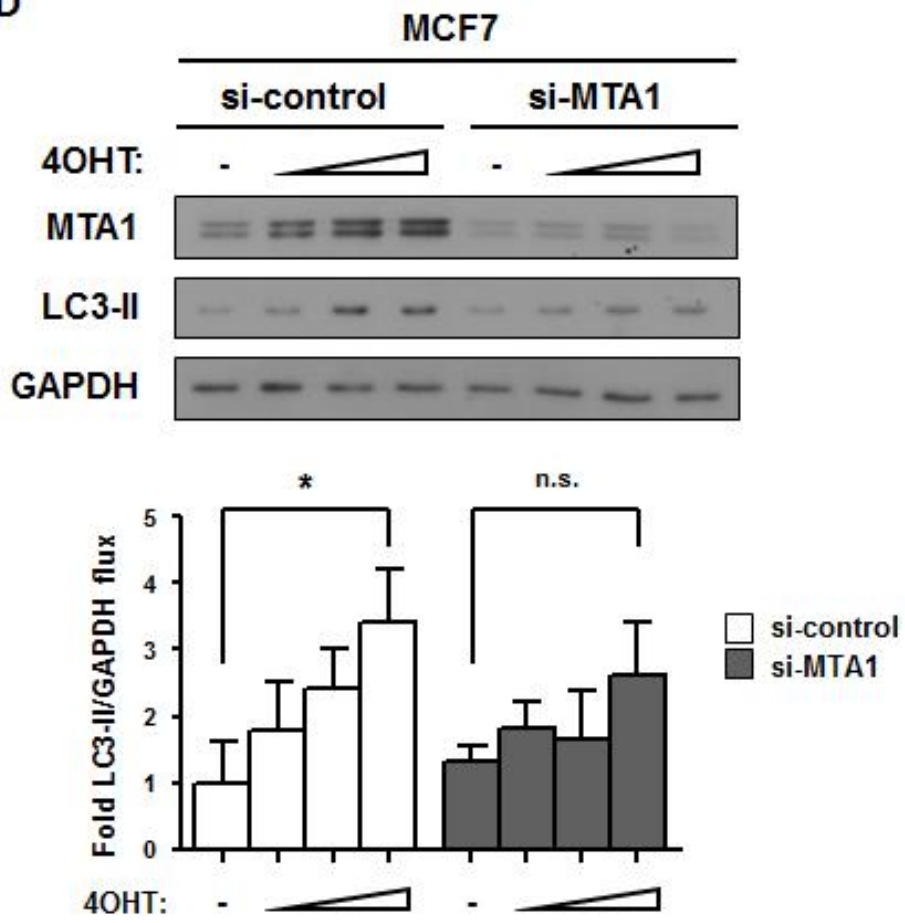 D
MCF7
si-control si-MTA1
4OHT: - -
MTA1
LC3-II
GAPDH
* n.s.
Fold LC3-II/GAPDH flux
5
4
3
2
1
0
si-control
si-MTA1
4OHT: - -